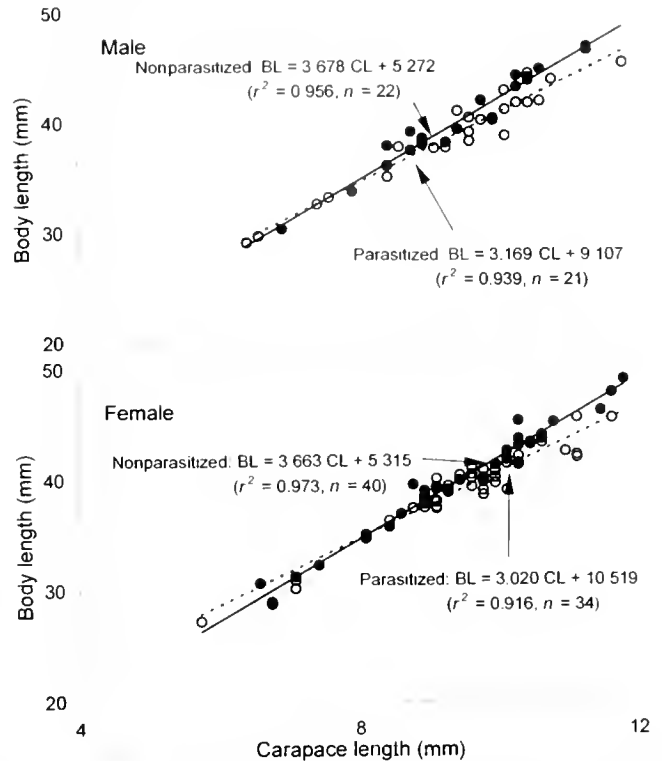 50
Male
Nonparasitized BL = 3 678 CL + 5 272
(r² = 0 956, n = 22)
40
Body length (mm)
30
Parasitized BL = 3.169 CL + 9 107
(r² = 0.939, n = 21)
20
50
Female
Nonparasitized: BL = 3 663 CL + 5 315
(r² = 0.973, n = 40)
40
Body length (mm)
30
Parasitized: BL = 3.020 CL + 10 519
(r² = 0.916, n = 34)
20
4 8 12
Carapace length (mm)